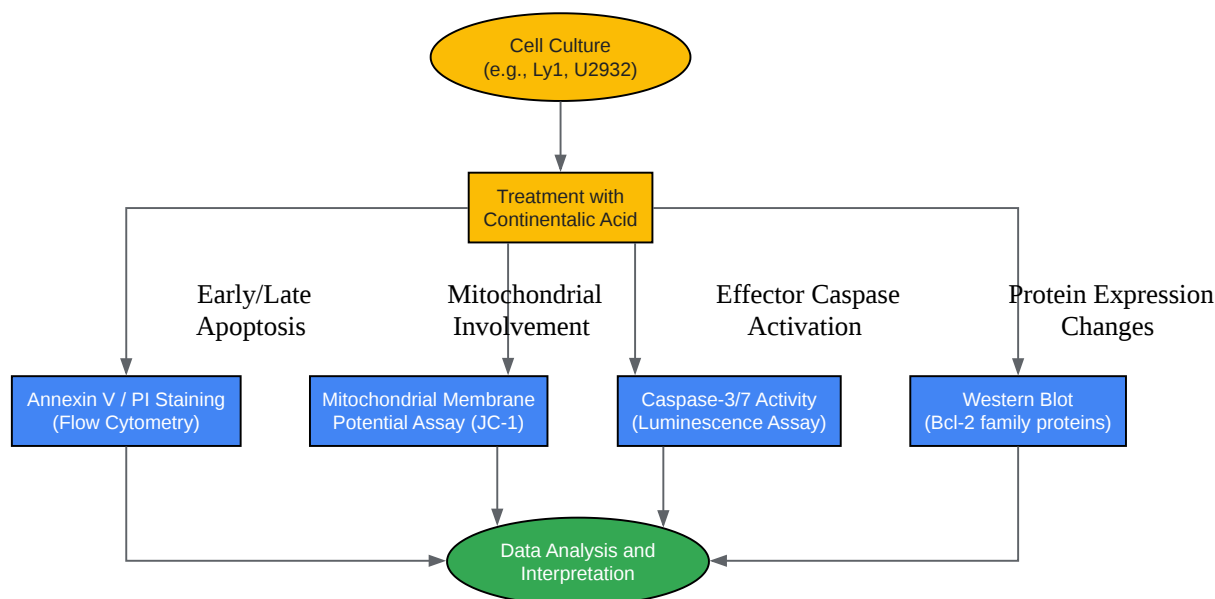 Cell Culture
(e.g., Ly1, U2932)
Treatment with
Continentalic Acid
Early/Late
Apoptosis
Mitochondrial
Involvement
Effector Caspase
Activation
Protein Expression
Changes
Annexin V / PI Staining
(Flow Cytometry)
Mitochondrial Membrane
Potential Assay (JC-1)
Caspase-3/7 Activity
(Luminescence Assay)
Western Blot
(Bcl-2 family proteins)
Data Analysis and
Interpretation